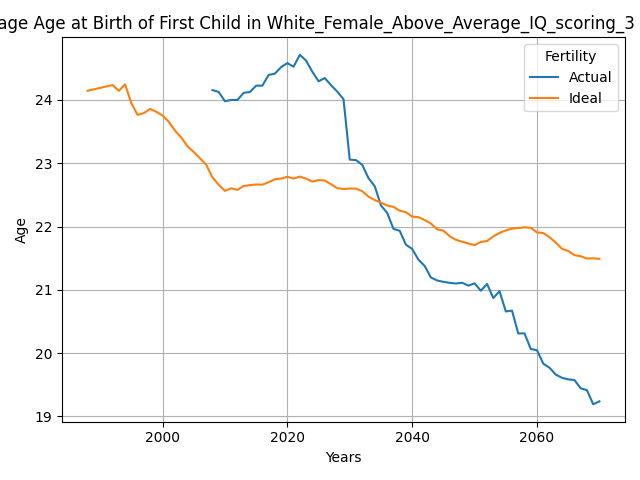 age Age at Birth of First Child in White_Female_Above_Average_IQ_scoring_3
Fertility
Actual
Ideal
24
23
22
21
20
19
Age
2000 2020 2040 2060
Years